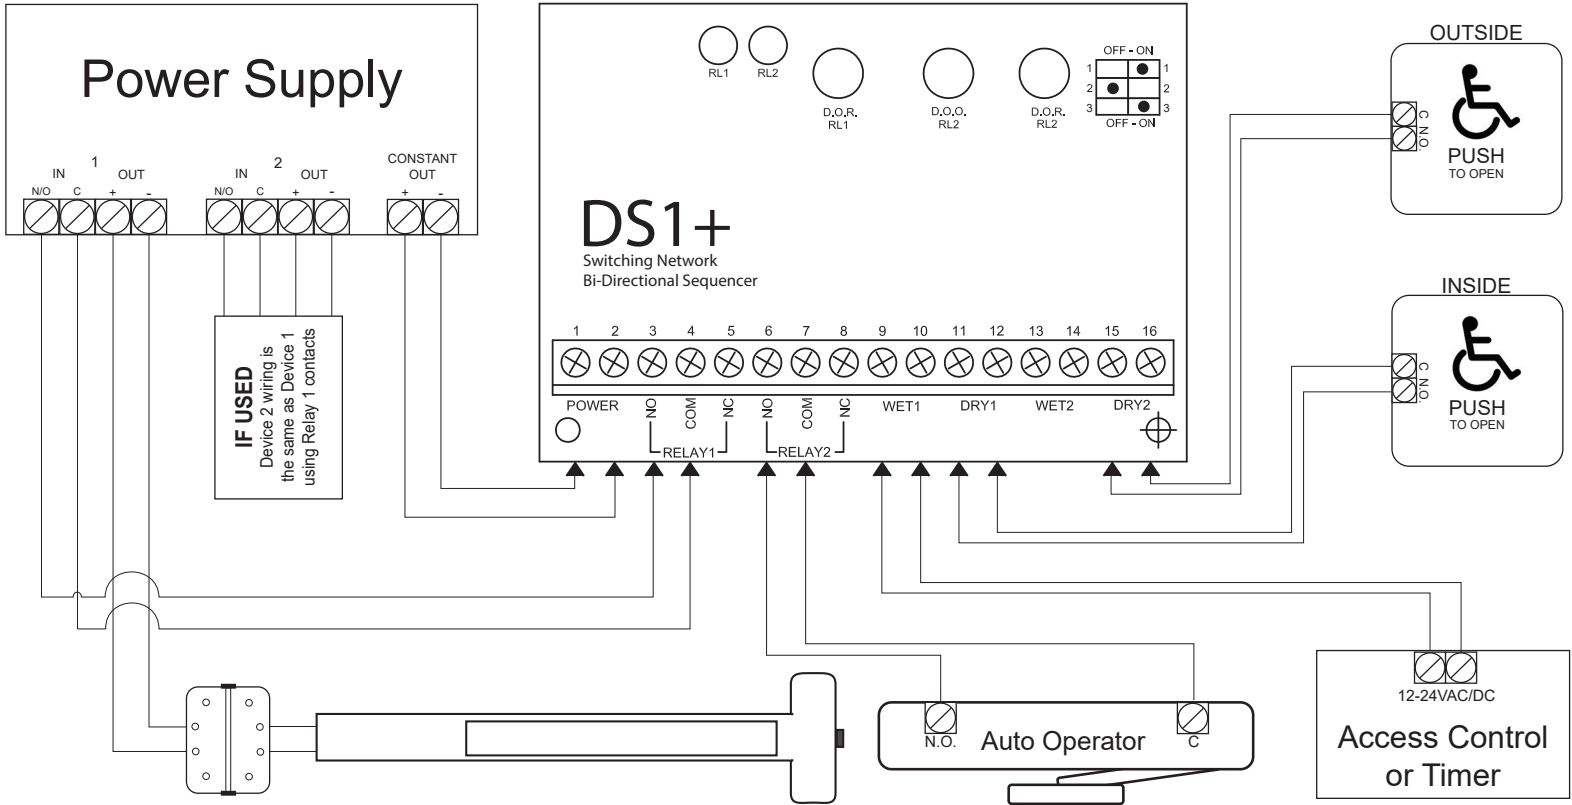 Power Supply
1
IN
OUT
N/O
C
+
-
2
IN
OUT
N/O
C
+
-
CONSTANT
OUT
+
-
IF USED
Device 2 wiring is
the same as Device 1
using Relay 1 contacts
RL1
RL2
D.O.R.
RL1
D.O.O.
RL2
D.O.R.
RL2
OFF - ON
1 1
2 2
3 3
OFF - ON
DS1+
Switching Network
Bi-Directional Sequencer
1 2 3 4 5 6 7 8 9 10 11 12 13 14 15 16
POWER
NO
COM
NC
RELAY1
NO
COM
NC
RELAY2
WET1
DRY1
WET2
DRY2
OUTSIDE
C N.O.
PUSH
TO OPEN
INSIDE
C N.O.
PUSH
TO OPEN
N.O.
Auto Operator
C
12-24VAC/DC
Access Control
or Timer